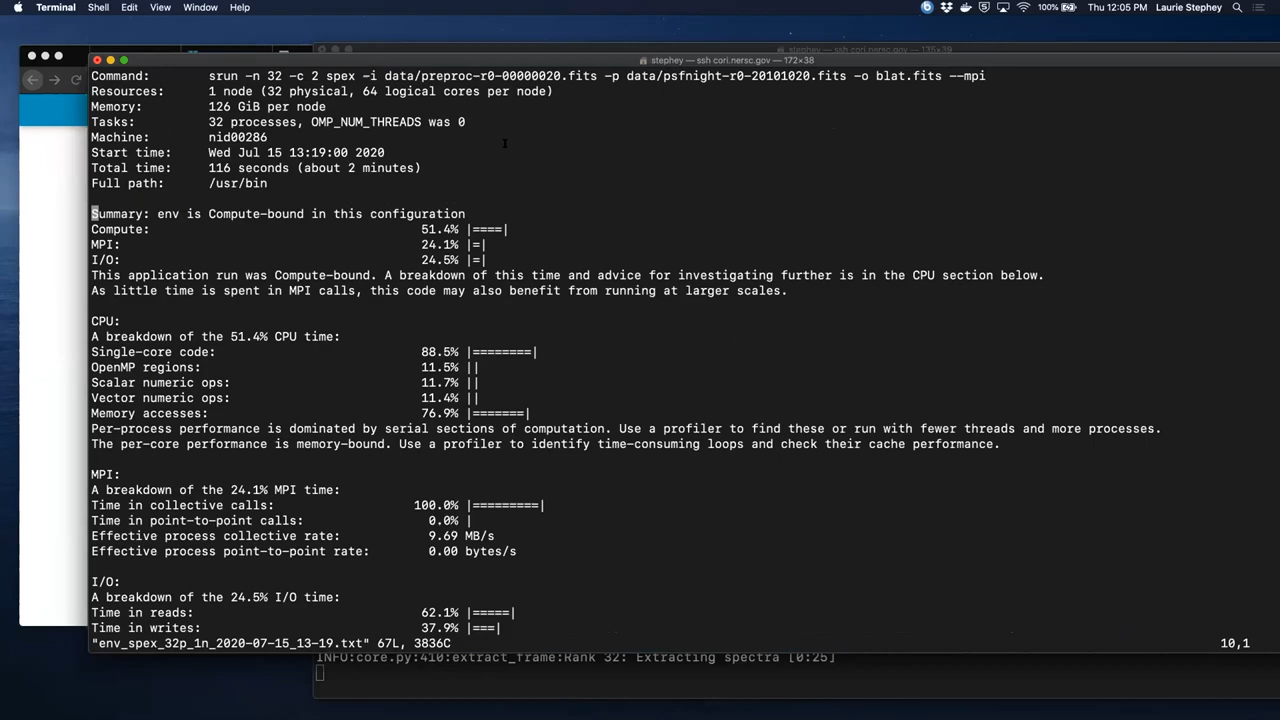 Terminal Shell Edit View Window Help 100% Thu 12:05 PM Laurie Stephey
stephey — ssh cori.nersc.gov — 135×39
stephey — ssh cori.nersc.gov — 172×38
Command: srun -n 32 -c 2 spex -i data/preproc-r0-00000020.fits -p data/psfnight-r0-20101020.fits -o blat.fits --mpi
Resources: 1 node (32 physical, 64 logical cores per node)
Memory: 126 GiB per node
Tasks: 32 processes, OMP_NUM_THREADS was 0
Machine: nid00286
Start time: Wed Jul 15 13:19:00 2020
Total time: 116 seconds (about 2 minutes)
Full path: /usr/bin
Summary: env is Compute-bound in this configuration
Compute: 51.4% |====|
MPI: 24.1% |=|
I/O: 24.5% |=|
This application run was Compute-bound. A breakdown of this time and advice for investigating further is in the CPU section below.
As little time is spent in MPI calls, this code may also benefit from running at larger scales.
CPU:
A breakdown of the 51.4% CPU time:
Single-core code: 88.5% |========|
OpenMP regions: 11.5% ||
Scalar numeric ops: 11.7% ||
Vector numeric ops: 11.4% ||
Memory accesses: 76.9% |=======|
Per-process performance is dominated by serial sections of computation. Use a profiler to find these or run with fewer threads and more processes.
The per-core performance is memory-bound. Use a profiler to identify time-consuming loops and check their cache performance.
MPI:
A breakdown of the 24.1% MPI time:
Time in collective calls: 100.0% |=========|
Time in point-to-point calls: 0.0% |
Effective process collective rate: 9.69 MB/s
Effective process point-to-point rate: 0.00 bytes/s
I/O:
A breakdown of the 24.5% I/O time:
Time in reads: 62.1% |=====|
Time in writes: 37.9% |===|
"env_spex_32p_1n_2020-07-15_13-19.txt" 67L, 3836C 10,1
INFO:core.py:410:extract_frame:Rank 32: Extracting spectra [0:25]